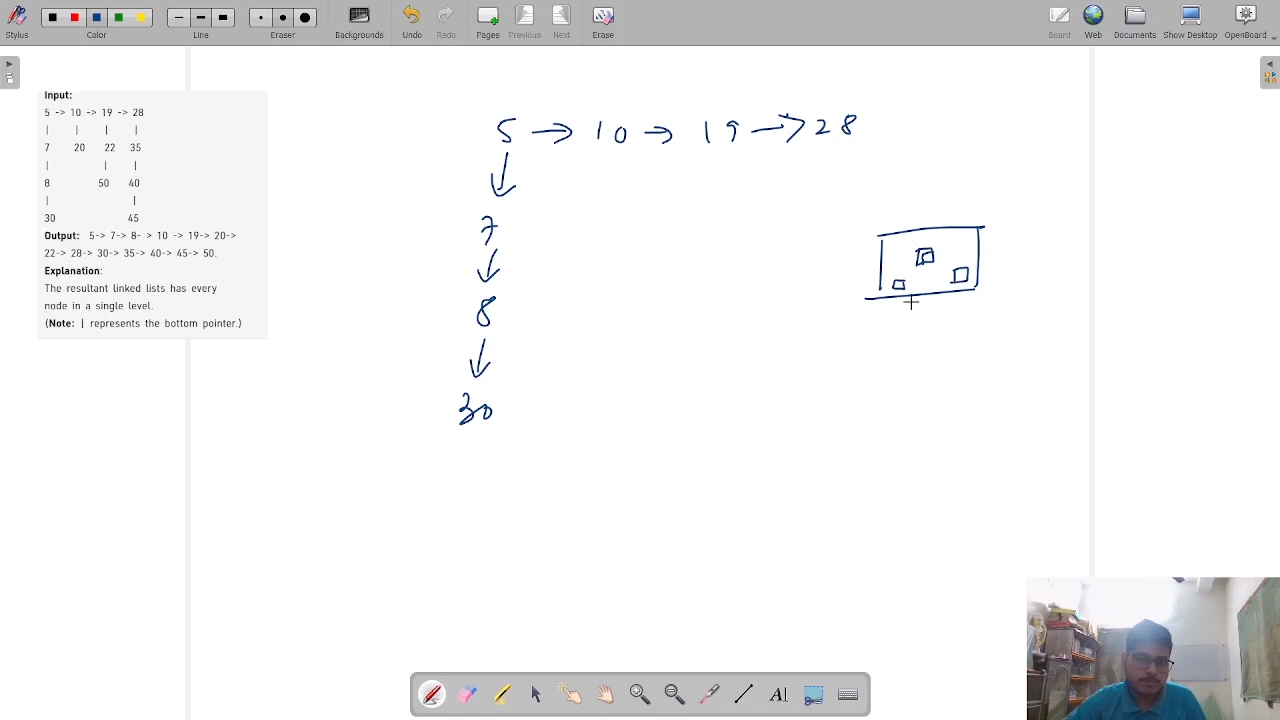 Stylus Color Line Eraser Backgrounds Undo Redo Pages Previous Next Erase Board Web Documents Show Desktop OpenBoard
Input:
5 -> 10 -> 19 -> 28
| | | |
7 20 22 35
| | |
8 50 40
| |
30 45
Output: 5-> 7-> 8- > 10 -> 19-> 20->
22-> 28-> 30-> 35-> 40-> 45-> 50.
Explanation:
The resultant linked lists has every
node in a single level.
(Note: | represents the bottom pointer.)
5 → 10 → 19 → 28
↓
7
↓
8
↓
30
AI